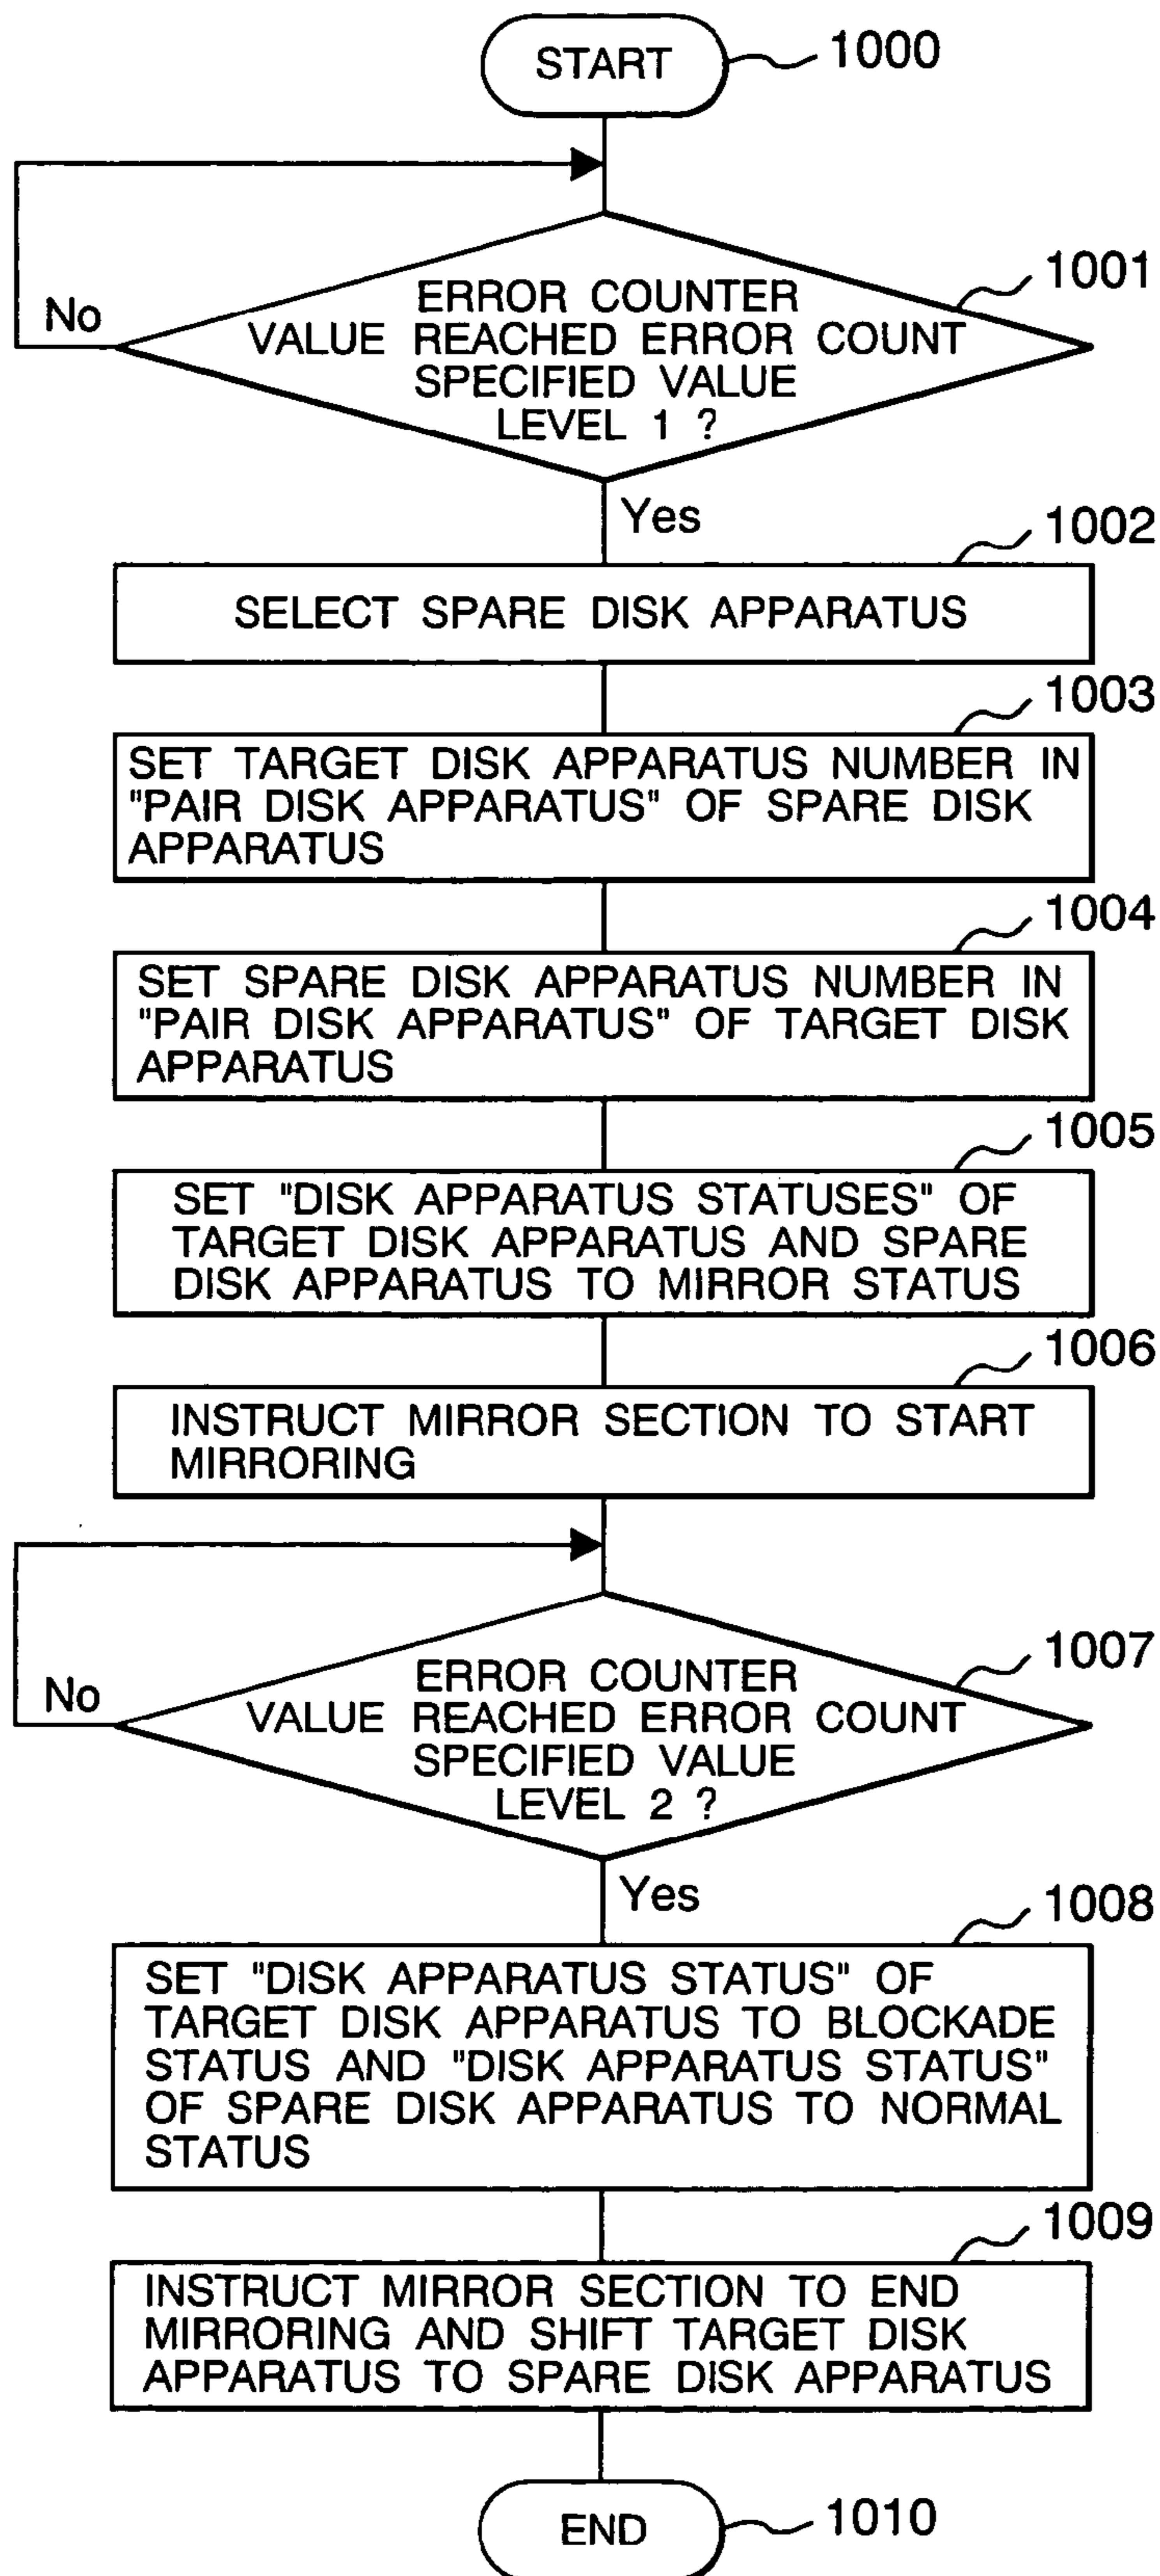 START
1000
1001
ERROR COUNTER
VALUE REACHED ERROR COUNT
SPECIFIED VALUE
LEVEL 1 ?
No
Yes
1002
SELECT SPARE DISK APPARATUS
1003
SET TARGET DISK APPARATUS NUMBER IN
"PAIR DISK APPARATUS" OF SPARE DISK
APPARATUS
1004
SET SPARE DISK APPARATUS NUMBER IN
"PAIR DISK APPARATUS" OF TARGET DISK
APPARATUS
1005
SET "DISK APPARATUS STATUSES" OF
TARGET DISK APPARATUS AND SPARE
DISK APPARATUS TO MIRROR STATUS
1006
INSTRUCT MIRROR SECTION TO START
MIRRORING
1007
ERROR COUNTER
VALUE REACHED ERROR COUNT
SPECIFIED VALUE
LEVEL 2 ?
No
Yes
1008
SET "DISK APPARATUS STATUS" OF
TARGET DISK APPARATUS TO BLOCKADE
STATUS AND "DISK APPARATUS STATUS"
OF SPARE DISK APPARATUS TO NORMAL
STATUS
1009
INSTRUCT MIRROR SECTION TO END
MIRRORING AND SHIFT TARGET DISK
APPARATUS TO SPARE DISK APPARATUS
END
1010